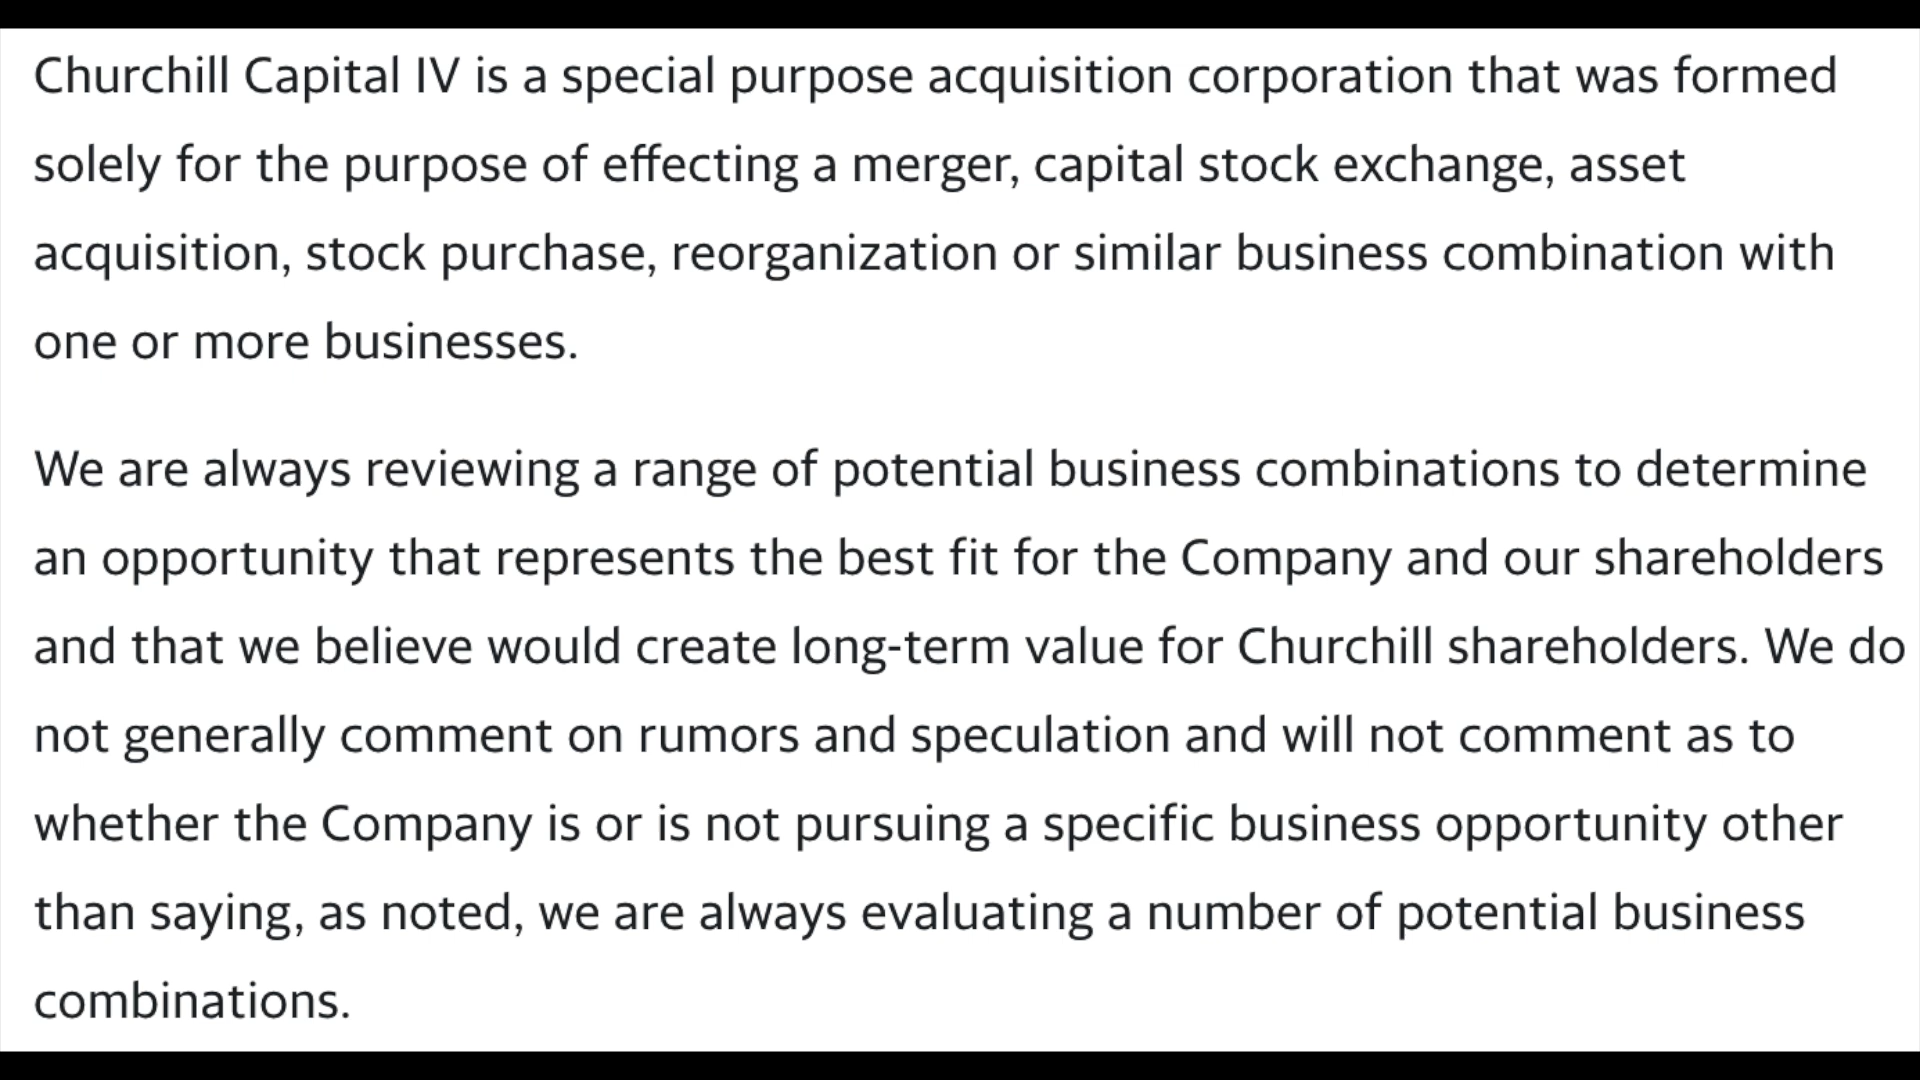 Churchill Capital IV is a special purpose acquisition corporation that was formed
solely for the purpose of effecting a merger, capital stock exchange, asset
acquisition, stock purchase, reorganization or similar business combination with
one or more businesses.
We are always reviewing a range of potential business combinations to determine
an opportunity that represents the best fit for the Company and our shareholders
and that we believe would create long-term value for Churchill shareholders. We do
not generally comment on rumors and speculation and will not comment as to
whether the Company is or is not pursuing a specific business opportunity other
than saying, as noted, we are always evaluating a number of potential business
combinations.